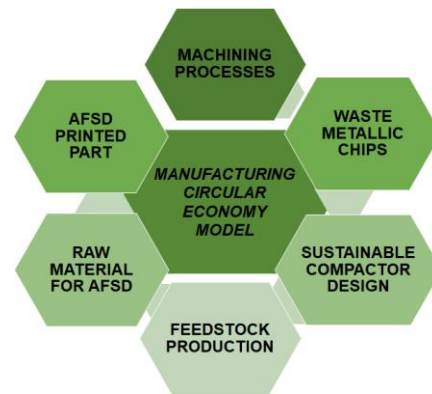 MACHINING
PROCESSES
AFSD
PRINTED
PART
WASTE
METALLIC
CHIPS
MANUFACTURING
CIRCULAR
ECONOMY
MODEL
RAW
MATERIAL
FOR AFSD
SUSTAINABLE
COMPACTOR
DESIGN
FEEDSTOCK
PRODUCTION